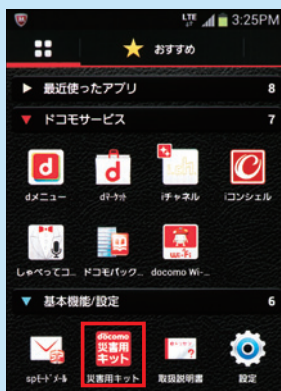 LTE 3:25PM
おすすめ
最近使ったアプリ 8
ドコモサービス 7
d
dメニュー dマーケット iチャネル iコンシェル
Wi-Fi
しゃべってコ... ドコモバック... docomo Wi-...
基本機能/設定 6
docomo
災害用
キット
spモードメール 災害用キット 取扱説明書 設定